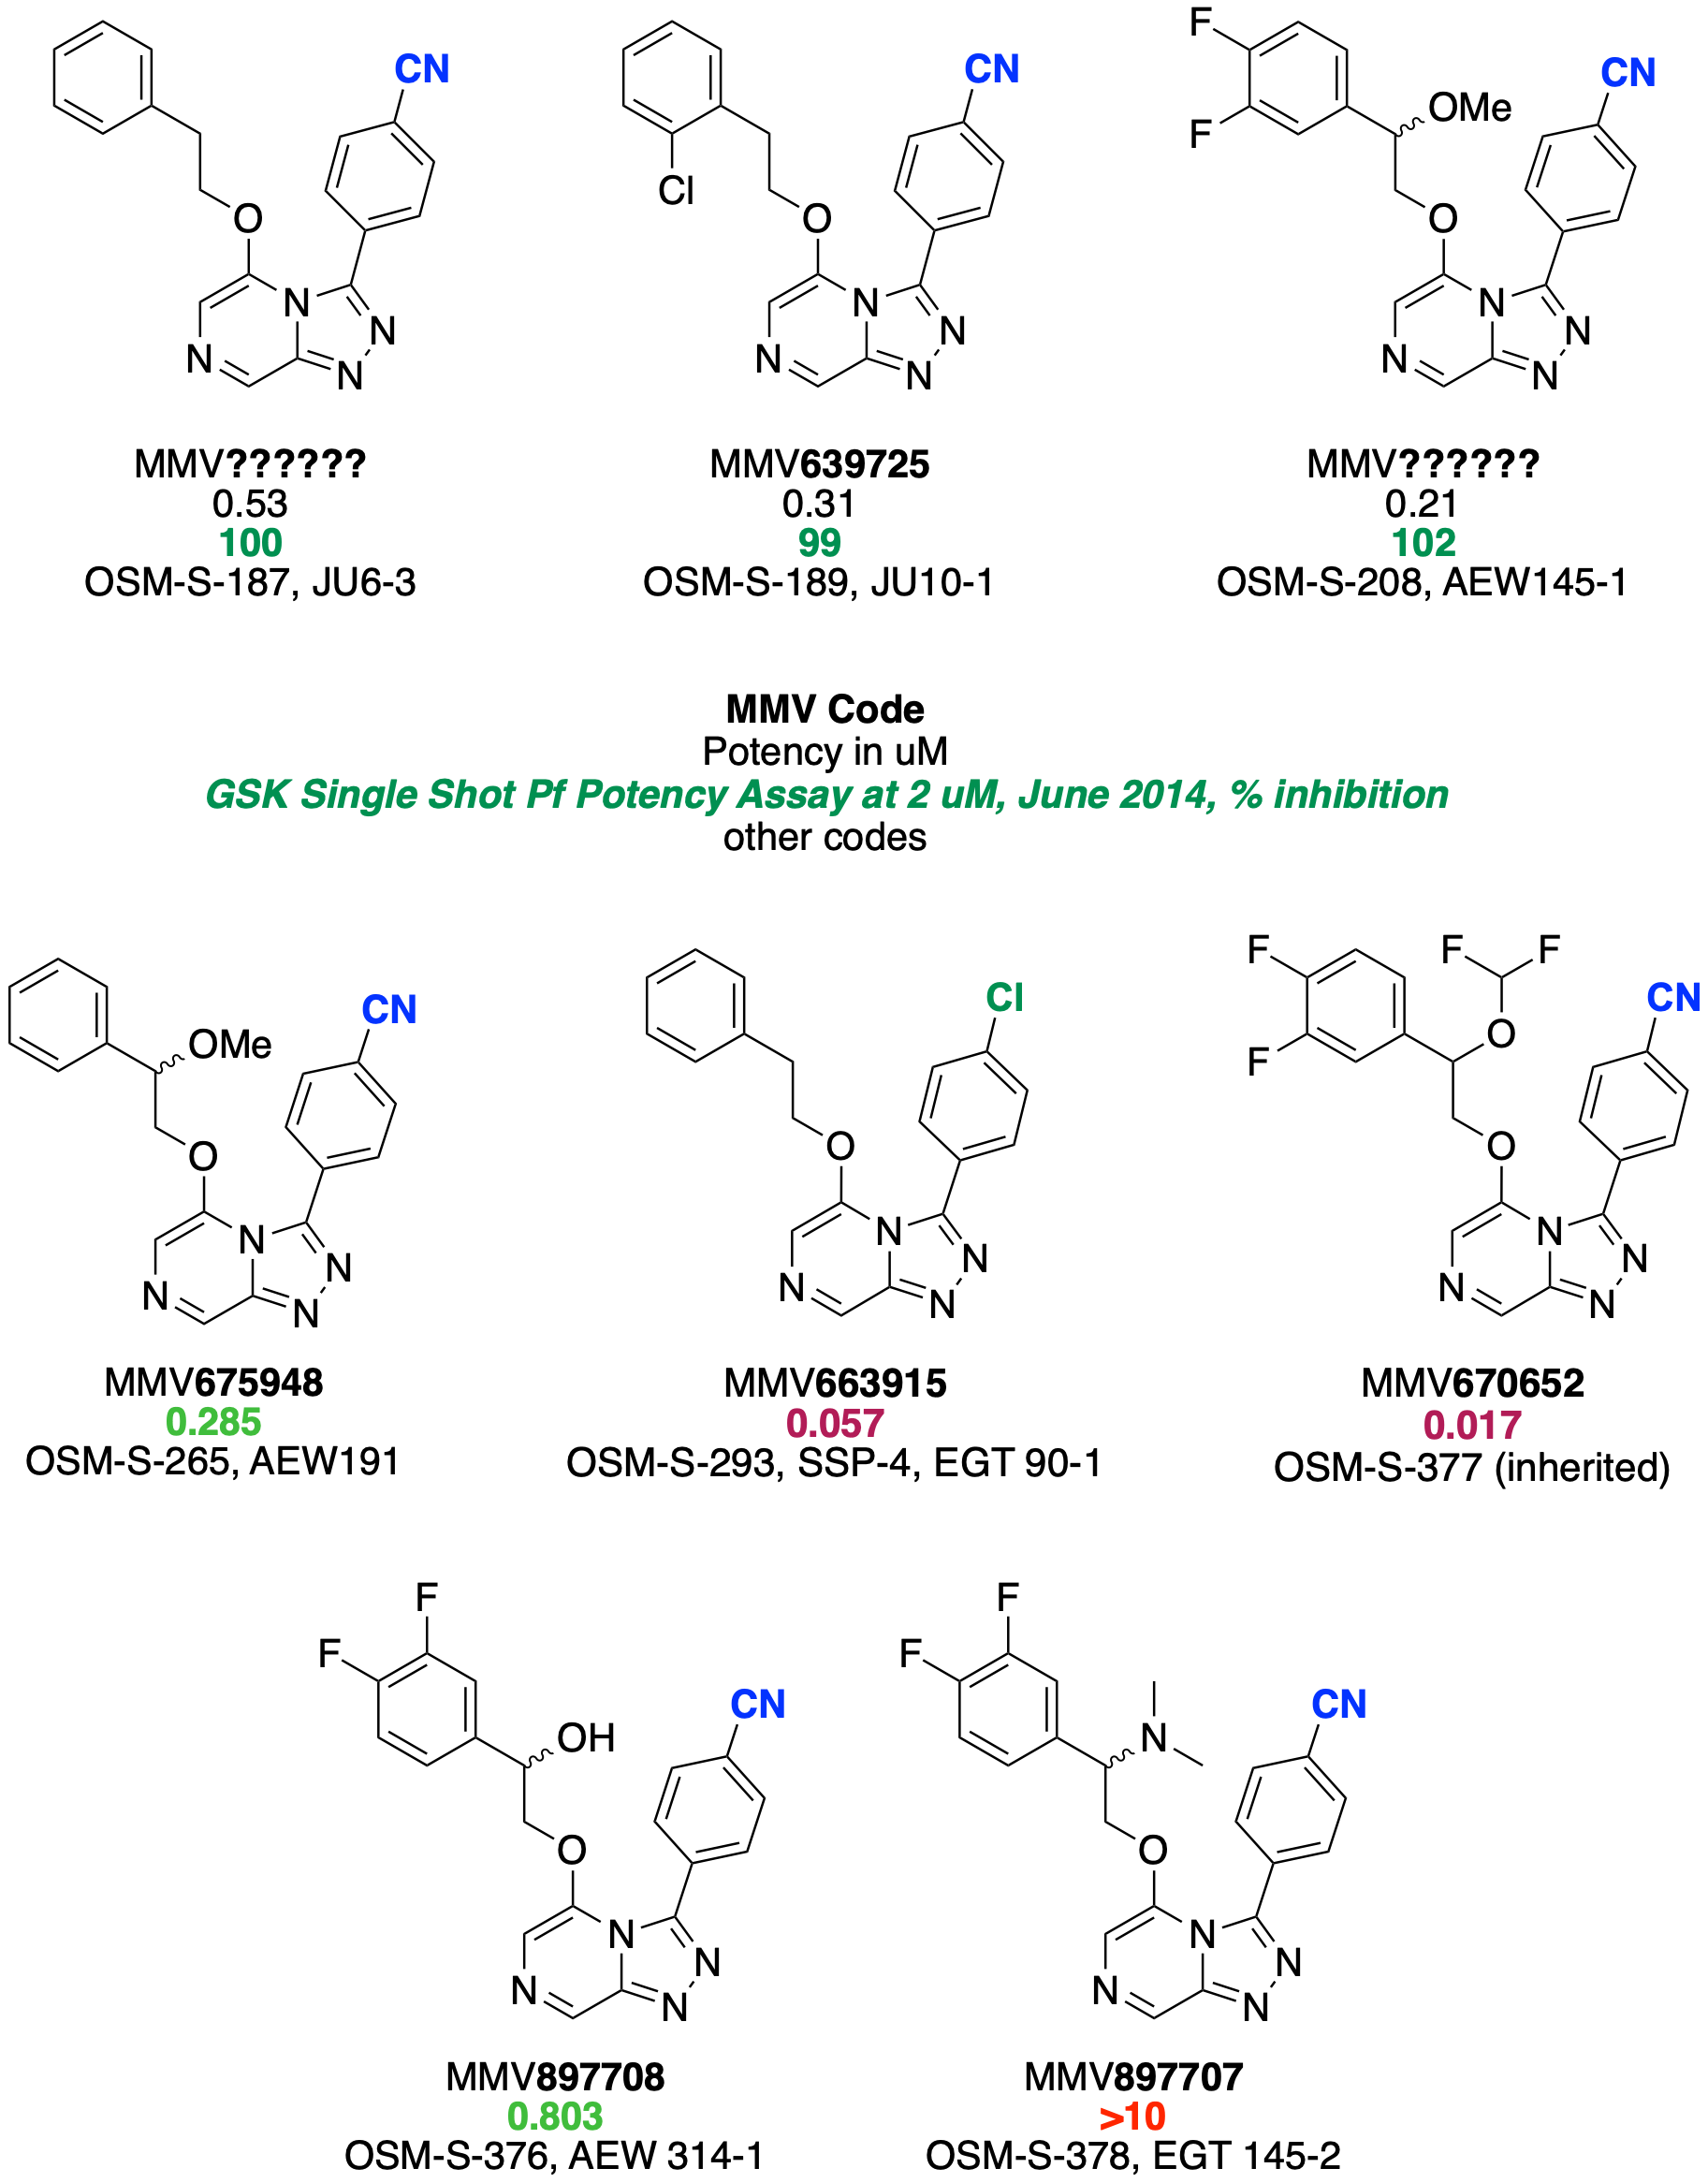 CN
O
N
N
N
N
MMV??????
0.53
100
OSM-S-187, JU6-3
CN
Cl
O
N
N
N
N
MMV639725
0.31
99
OSM-S-189, JU10-1
F
F
OMe
CN
O
N
N
N
N
MMV??????
0.21
102
OSM-S-208, AEW145-1
MMV Code
Potency in uM
GSK Single Shot Pf Potency Assay at 2 uM, June 2014, % inhibition
other codes
CN
OMe
O
N
N
N
N
MMV675948
0.285
OSM-S-265, AEW191
Cl
O
N
N
N
N
MMV663915
0.057
OSM-S-293, SSP-4, EGT 90-1
F
F
F
F
CN
O
O
N
N
N
N
MMV670652
0.017
OSM-S-377 (inherited)
F
F
CN
OH
O
N
N
N
N
MMV897708
0.803
OSM-S-376, AEW 314-1
F
F
CN
N
O
N
N
N
N
MMV897707
>10
OSM-S-378, EGT 145-2